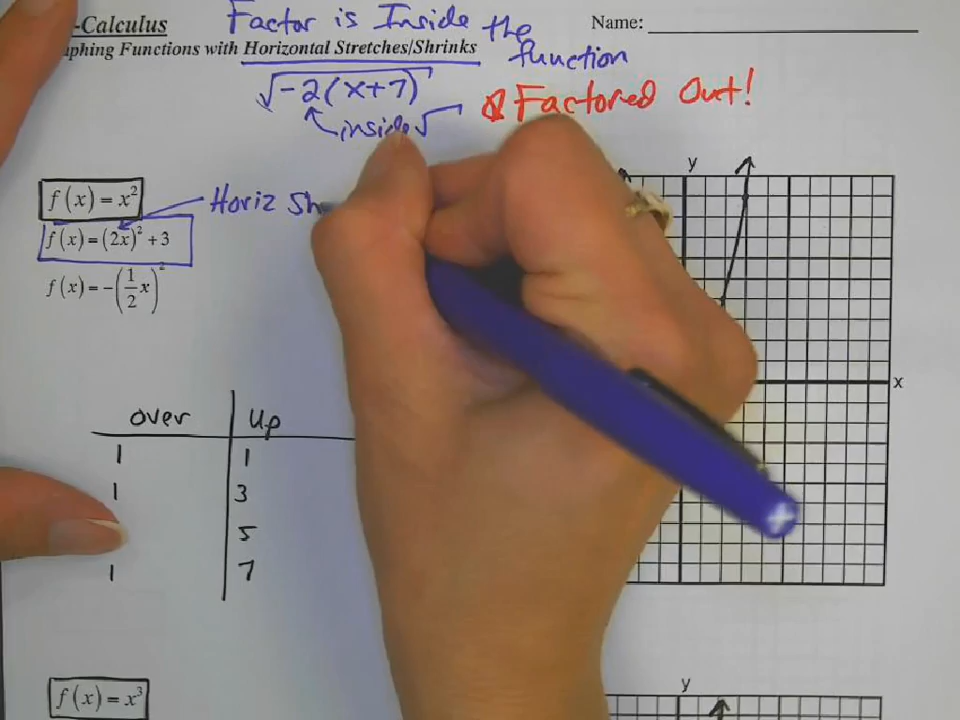 Factor is Inside the function
-Calculus
Name:
phing Functions with Horizontal Stretches/Shrinks
√-2(x+7)
Factored Out!
inside √
y
f(x) = x²
Horiz Sh
f(x) = (2x)² + 3
f(x) = -(1/2 x)²
x
over Up
1 1
1 3
5
1 7
y
f(x) = x³